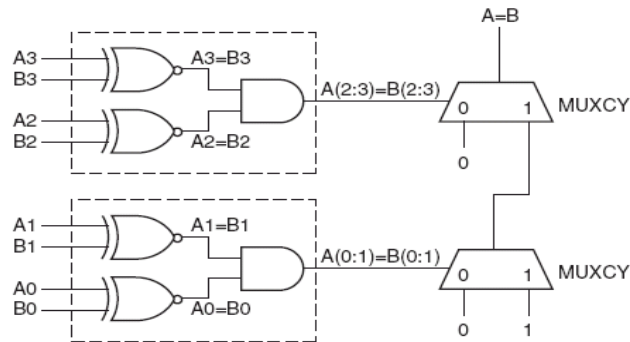 A=B
A3
B3
A3=B3
A(2:3)=B(2:3)
0
1
MUXCY
A2
B2
A2=B2
0
A1
B1
A1=B1
A(0:1)=B(0:1)
0
1
MUXCY
A0
B0
A0=B0
0
1